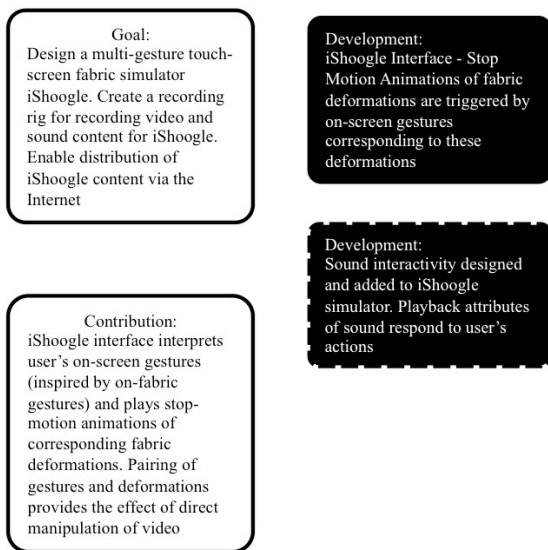 Goal:
Design a multi-gesture touch-
screen fabric simulator
iShoogle. Create a recording
rig for recording video and
sound content for iShoogle.
Enable distribution of
iShoogle content via the
Internet
Development:
iShoogle Interface - Stop
Motion Animations of fabric
deformations are triggered by
on-screen gestures
corresponding to these
deformations
Development:
Sound interactivity designed
and added to iShoogle
simulator. Playback attributes
of sound respond to user’s
actions
Contribution:
iShoogle interface interprets
user’s on-screen gestures
(inspired by on-fabric
gestures) and plays stop-
motion animations of
corresponding fabric
deformations. Pairing of
gestures and deformations
provides the effect of direct
manipulation of video